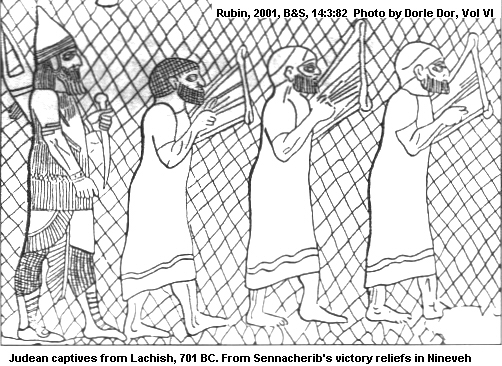 Rubin, 2001, B&S, 14:3:82 Photo by Dorle Dor, Vol VI
Judean captives from Lachish, 701 BC. From Sennacherib's victory reliefs in Nineveh